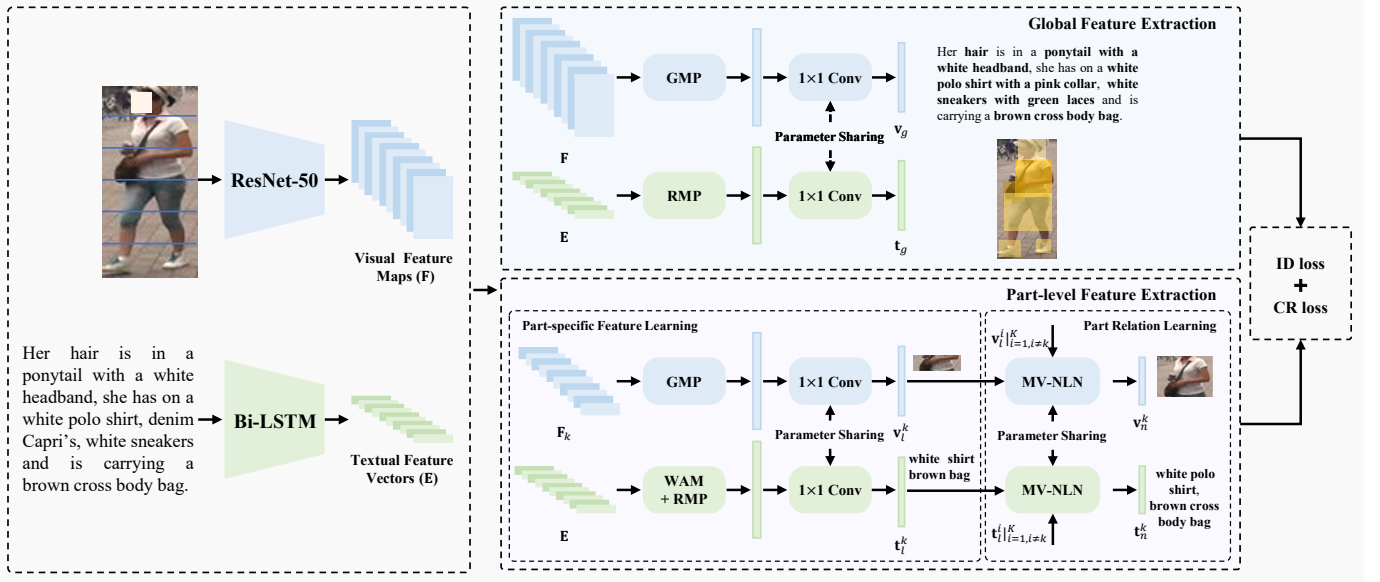 ResNet-50
Visual Feature
Maps (F)
Her hair is in a
ponytail with a white
headband, she has on a
white polo shirt, denim
Capri's, white sneakers
and is carrying a
brown cross body bag.
Bi-LSTM
Textual Feature
Vectors (E)
Global Feature Extraction
F
GMP
1×1 Conv
v_g
Parameter Sharing
E
RMP
1×1 Conv
t_g
Her hair is in a ponytail with a
white headband, she has on a white
polo shirt with a pink collar, white
sneakers with green laces and is
carrying a brown cross body bag.
Part-level Feature Extraction
Part-specific Feature Learning
F_k
GMP
1×1 Conv
v_l^k
Parameter Sharing
E
WAM
+ RMP
1×1 Conv
t_l^k
white shirt
brown bag
Part Relation Learning
v_l^i|_{i=1,i≠k}^K
MV-NLN
v_n^k
Parameter Sharing
MV-NLN
t_l^i|_{i=1,i≠k}^K
t_n^k
white polo
shirt,
brown cross
body bag
ID loss
+
CR loss